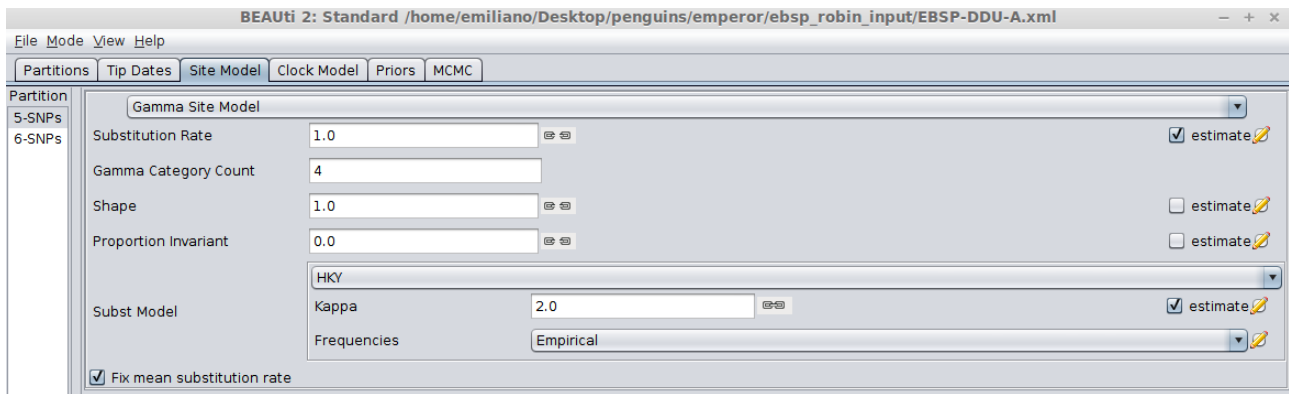 BEAUti 2: Standard /home/emiliano/Desktop/penguins/emperor/ebsp_robin_input/EBSP-DDU-A.xml
File Mode View Help
Partitions Tip Dates Site Model Clock Model Priors MCMC
Partition
5-SNPs
6-SNPs
Gamma Site Model
Substitution Rate 1.0 estimate
Gamma Category Count 4
Shape 1.0 estimate
Proportion Invariant 0.0 estimate
Subst Model
HKY
Kappa 2.0 estimate
Frequencies Empirical
Fix mean substitution rate